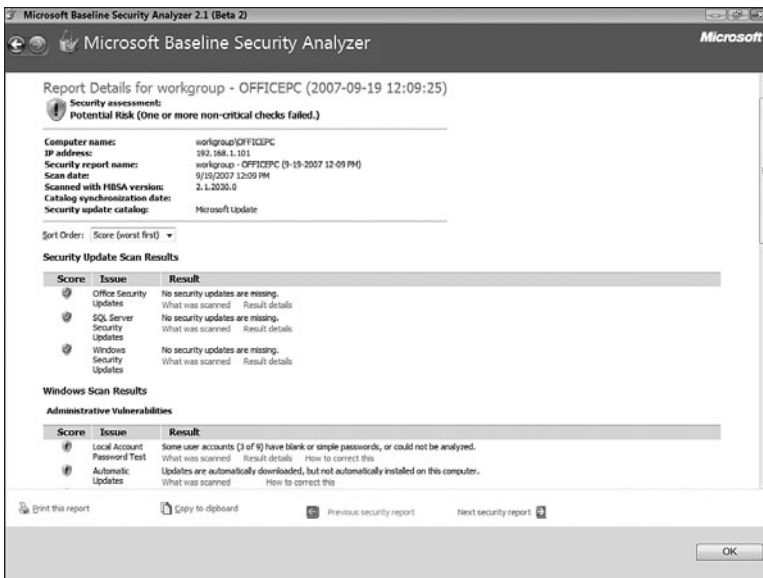 Microsoft Baseline Security Analyzer 2.1 (Beta 2)
Microsoft Baseline Security Analyzer
Microsoft
Report Details for workgroup - OFFICEPC (2007-09-19 12:09:25)
Security assessment:
Potential Risk (One or more non-critical checks failed.)
Computer name: workgroup\OFFICEPC
IP address: 192.168.1.101
Security report name: workgroup - OFFICEPC (9-19-2007 12-09 PM)
Scan date: 9/19/2007 12:09 PM
Scanned with MBSA version: 2.1.2030.0
Catalog synchronization date:
Security update catalog: Microsoft Update
Sort Order: Score (worst first)
Security Update Scan Results
Score Issue Result
Office Security No security updates are missing.
Updates What was scanned Result details
SQL Server No security updates are missing.
Security What was scanned Result details
Updates
Windows No security updates are missing.
Security What was scanned Result details
Updates
Windows Scan Results
Administrative Vulnerabilities
Score Issue Result
Local Account Some user accounts (3 of 9) have blank or simple passwords, or could not be analyzed.
Password Test What was scanned Result details How to correct this
Automatic Updates are automatically downloaded, but not automatically installed on this computer.
Updates What was scanned How to correct this
Print this report Copy to clipboard Previous security report Next security report
OK